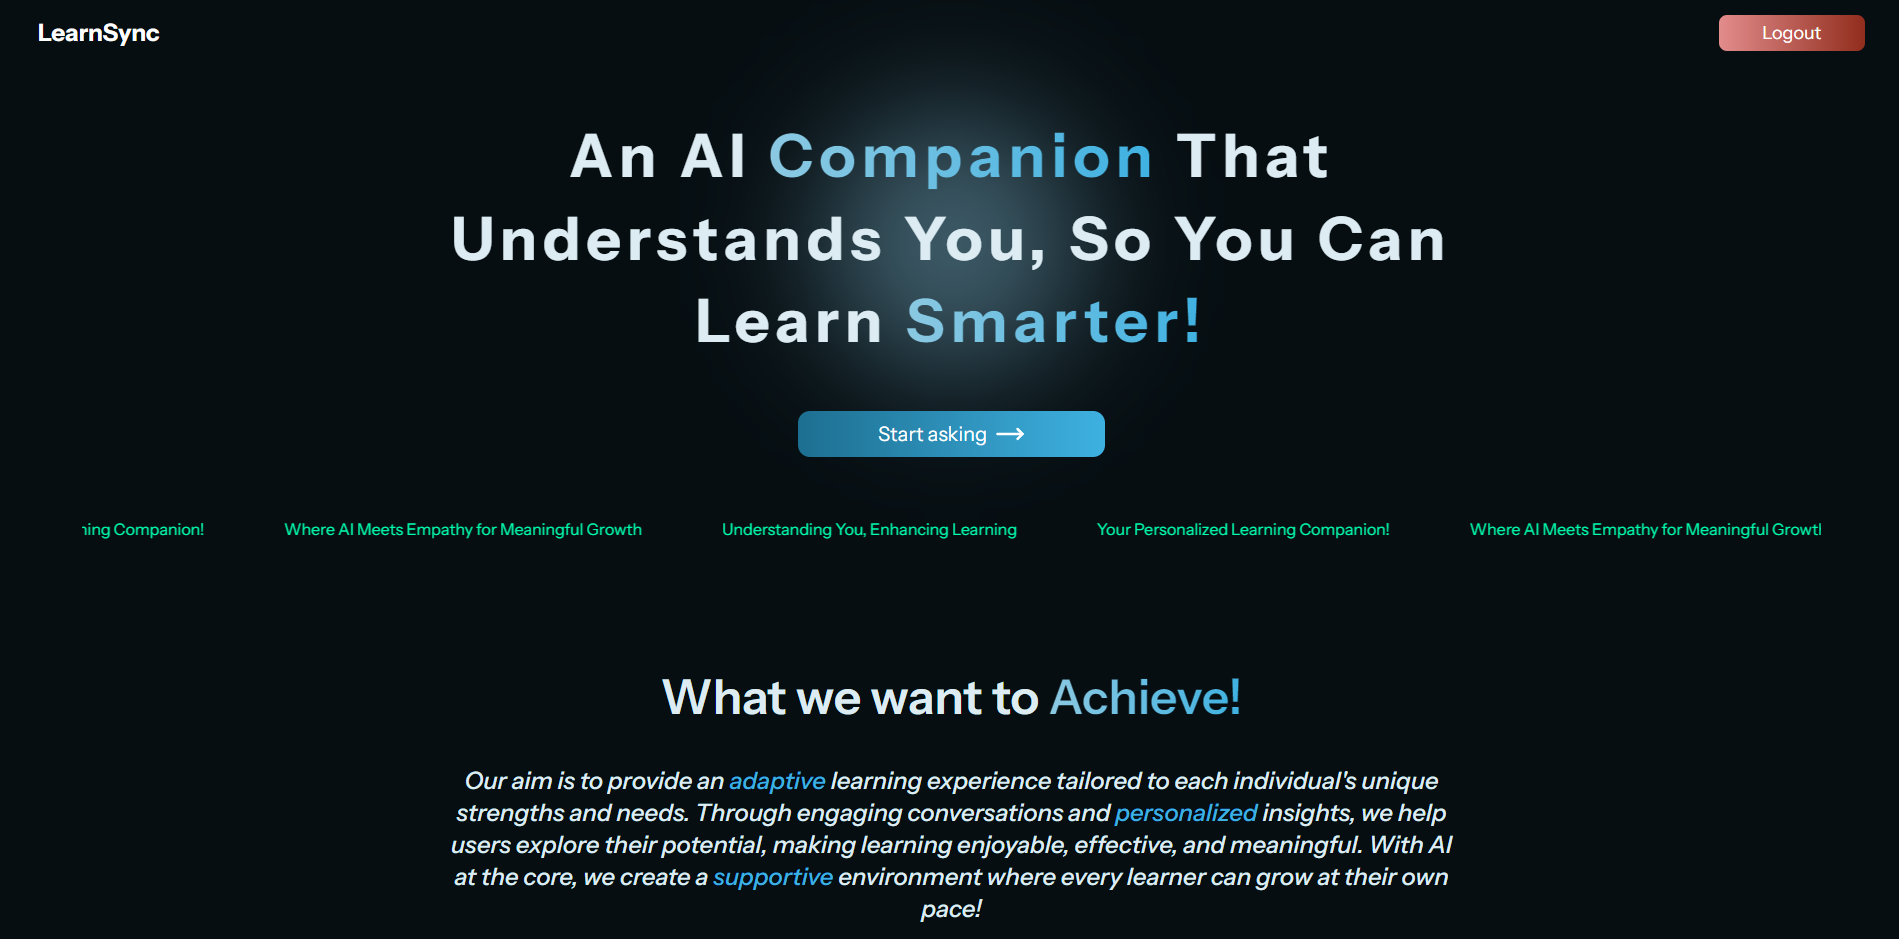 LearnSync
Logout
An AI Companion That
Understands You, So You Can
Learn Smarter!
Start asking
ning Companion!
Where AI Meets Empathy for Meaningful Growth
Understanding You, Enhancing Learning
Your Personalized Learning Companion!
Where AI Meets Empathy for Meaningful Growt
What we want to Achieve!
Our aim is to provide an adaptive learning experience tailored to each individual's unique
strengths and needs. Through engaging conversations and personalized insights, we help
users explore their potential, making learning enjoyable, effective, and meaningful. With AI
at the core, we create a supportive environment where every learner can grow at their own
pace!